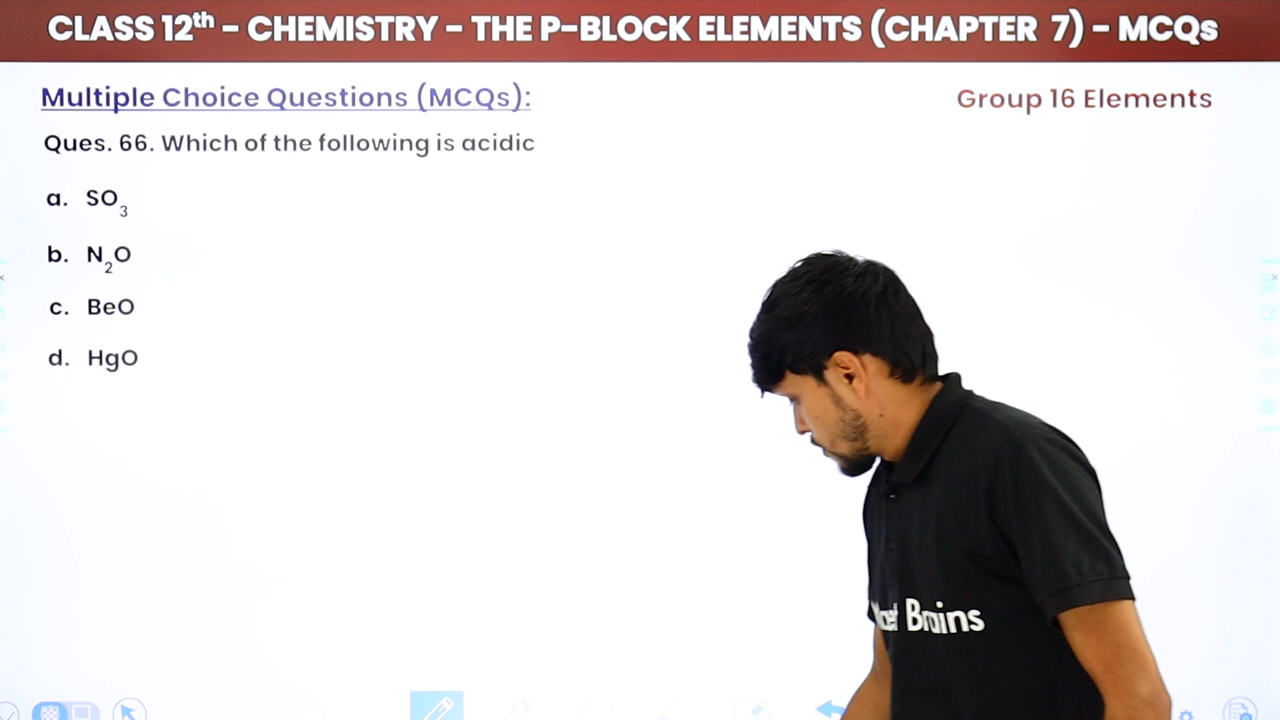 CLASS 12th - CHEMISTRY - THE P-BLOCK ELEMENTS (CHAPTER 7) - MCQs
Multiple Choice Questions (MCQs):
Group 16 Elements
Ques. 66. Which of the following is acidic
a. SO3
b. N2O
c. BeO
d. HgO
Brains